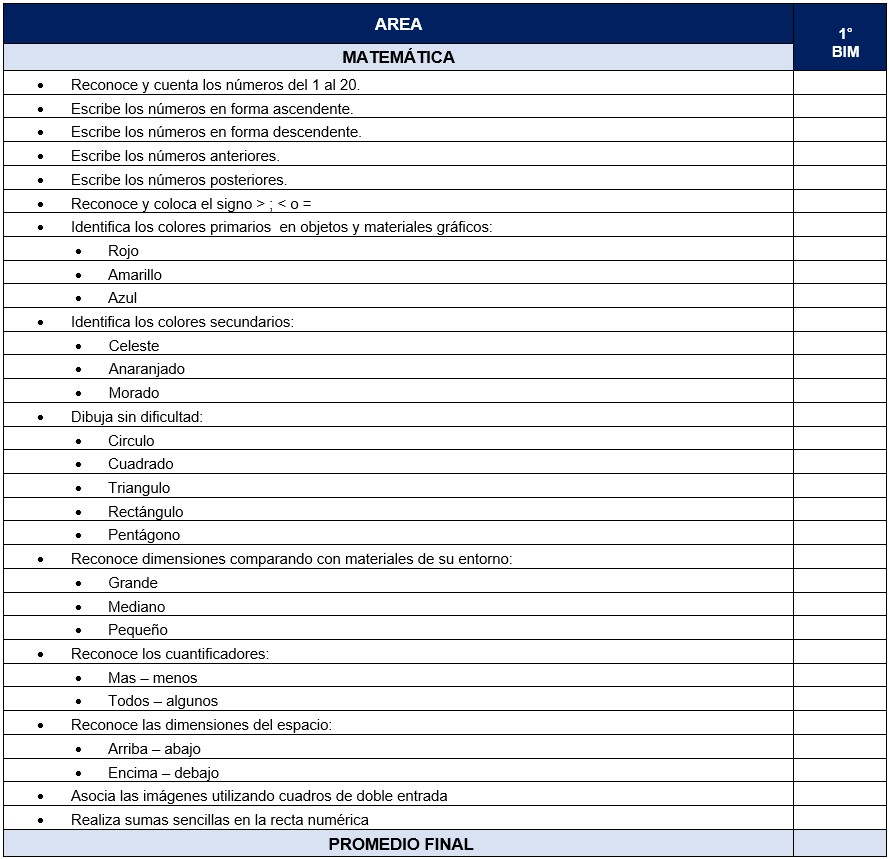 AREA
1°
BIM
MATEMÁTICA
• Reconoce y cuenta los números del 1 al 20.
• Escribe los números en forma ascendente.
• Escribe los números en forma descendente.
• Escribe los números anteriores.
• Escribe los números posteriores.
• Reconoce y coloca el signo > ; < o =
• Identifica los colores primarios  en objetos y materiales gráficos:
• Rojo
• Amarillo
• Azul
• Identifica los colores secundarios:
• Celeste
• Anaranjado
• Morado
• Dibuja sin dificultad:
• Circulo
• Cuadrado
• Triangulo
• Rectángulo
• Pentágono
• Reconoce dimensiones comparando con materiales de su entorno:
• Grande
• Mediano
• Pequeño
• Reconoce los cuantificadores:
• Mas – menos
• Todos – algunos
• Reconoce las dimensiones del espacio:
• Arriba – abajo
• Encima – debajo
• Asocia las imágenes utilizando cuadros de doble entrada
• Realiza sumas sencillas en la recta numérica
PROMEDIO FINAL